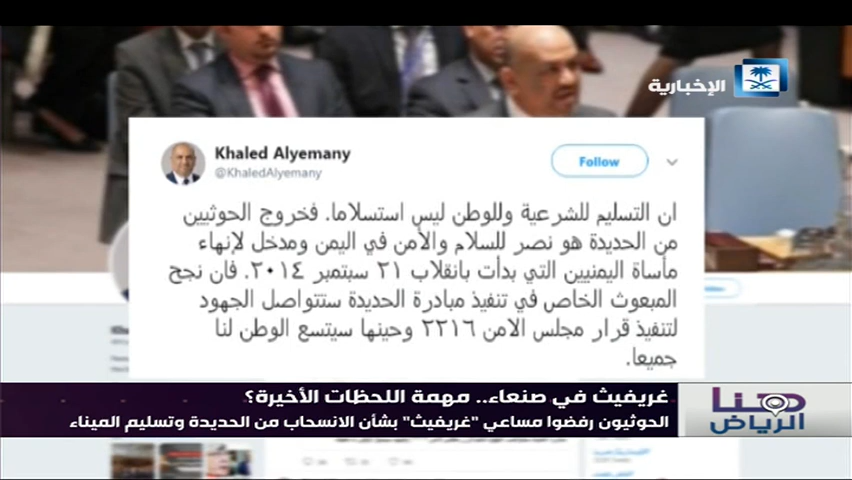 الإخبارية
Khaled Alyemany
@KhaledAlyemany
Follow
ان التسليم للشرعية وللوطن ليس استسلاما. فخروج الحوثيين
من الحديدة هو نصر للسلام والأمن في اليمن ومدخل لإنهاء
مأساة اليمنيين التي بدأت بانقلاب ٢١ سبتمبر ٢٠١٤. فان نجح
المبعوث الخاص في تنفيذ مبادرة الحديدة ستتواصل الجهود
لتنفيذ قرار مجلس الامن ٢٢١٦ وحينها سيتسع الوطن لنا
جميعا.
غريفيث في صنعاء.. مهمة اللحظات الأخيرة؟
الحوثيون رفضوا مساعي "غريفيث" بشأن الانسحاب من الحديدة وتسليم الميناء
هنا
الرياض